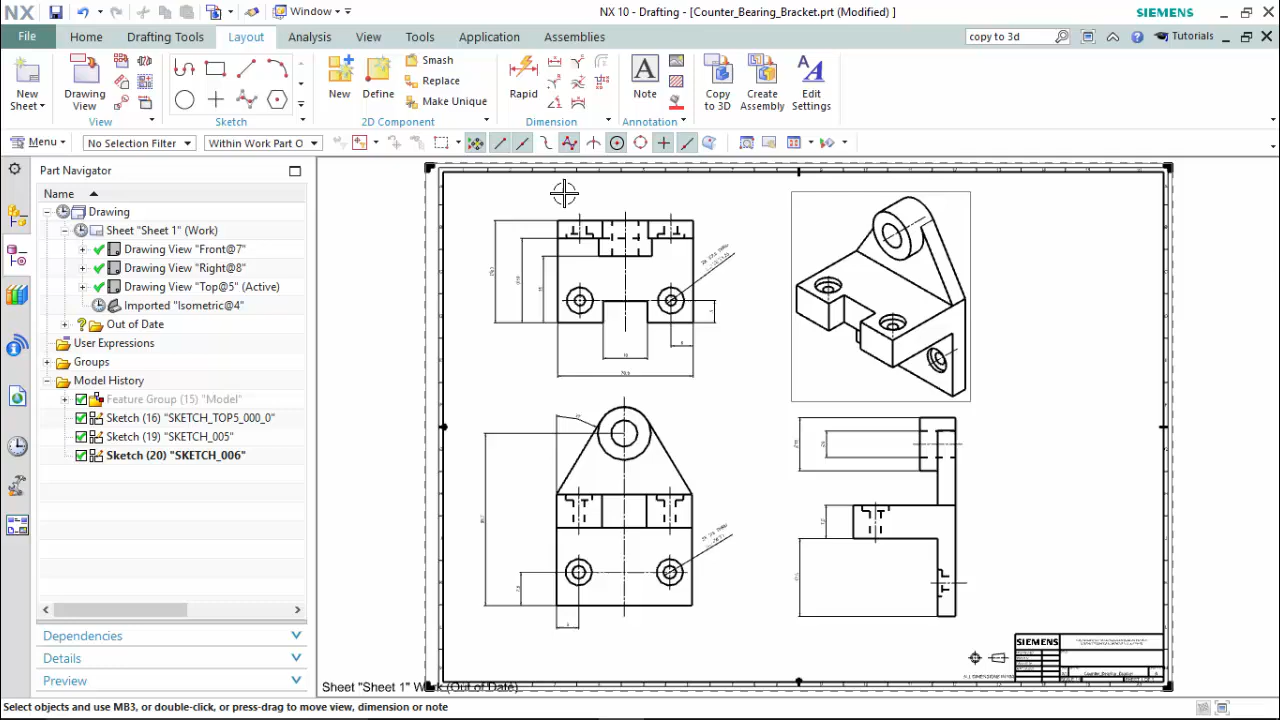 NX
Window
NX 10 - Drafting - [Counter_Bearing_Bracket.prt (Modified) ]
SIEMENS
File
Home
Drafting Tools
Layout
Analysis
View
Tools
Application
Assemblies
copy to 3d
Tutorials
New
Sheet
Drawing
View
View
Sketch
New
Define
Smash
Replace
Make Unique
2D Component
Rapid
Dimension
Note
Annotation
Copy
to 3D
Create
Assembly
Edit
Settings
Menu
No Selection Filter
Within Work Part O
Part Navigator
Name
Drawing
Sheet "Sheet 1" (Work)
Drawing View "Front@7"
Drawing View "Right@8"
Drawing View "Top@5" (Active)
Imported "Isometric@4"
Out of Date
User Expressions
Groups
Model History
Feature Group (15) "Model"
Sketch (16) "SKETCH_TOP5_000_0"
Sketch (19) "SKETCH_005"
Sketch (20) "SKETCH_006"
Dependencies
Details
Preview
SIEMENS
Counter_Bearing_Bracket
Sheet "Sheet 1" Work (Out of Date)
Select objects and use MB3, or double-click, or press-drag to move view, dimension or note